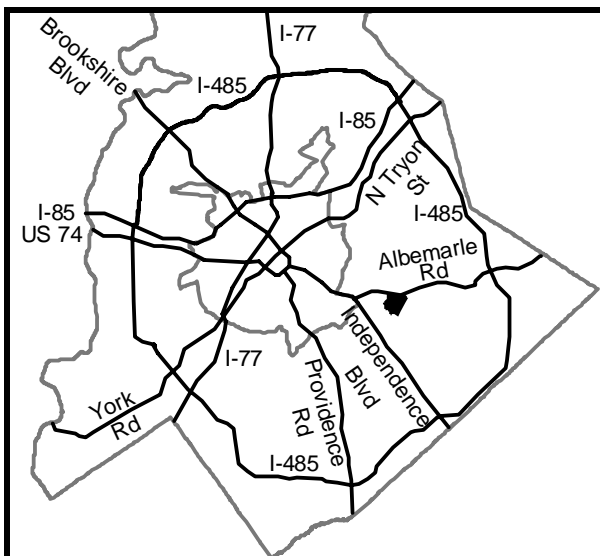 I-77
Brookshire
Blvd
I-485
I-85
N Tryon
St
I-85
US 74
I-485
Albemarle
Rd
Independence
Blvd
I-77
Providence
Rd
York
Rd
I-485